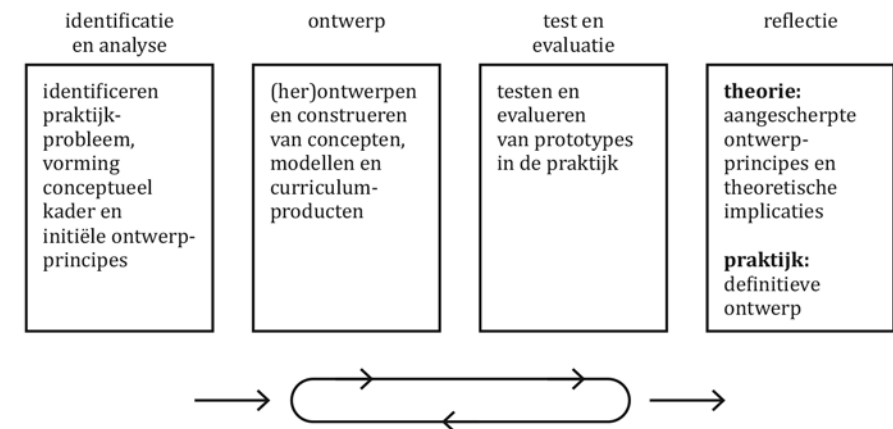 identificatie
en analyse
identificeren
praktijk-
probleem,
vorming
conceptueel
kader en
initiële ontwerp-
principes
ontwerp
(her)ontwerpen
en construeren
van concepten,
modellen en
curriculum-
producten
test en
evaluatie
testen en
evalueren
van prototypes
in de praktijk
reflectie
theorie:
aangescherpte
ontwerp-
principes en
theoretische
implicaties
praktijk:
definitieve
ontwerp